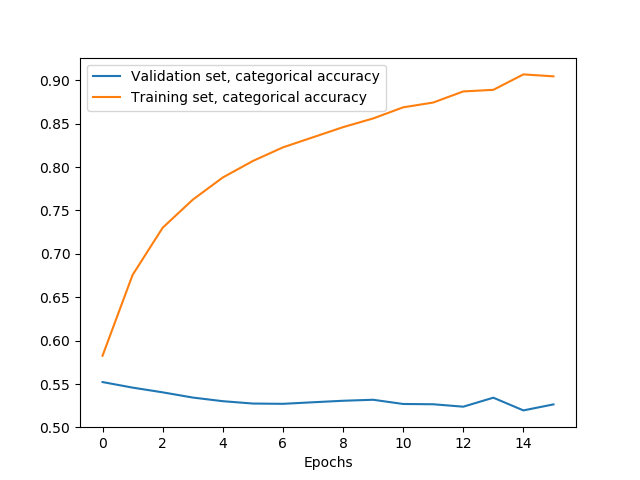 Validation set, categorical accuracy
Training set, categorical accuracy
0.90
0.85
0.80
0.75
0.70
0.65
0.60
0.55
0.50
0 2 4 6 8 10 12 14
Epochs